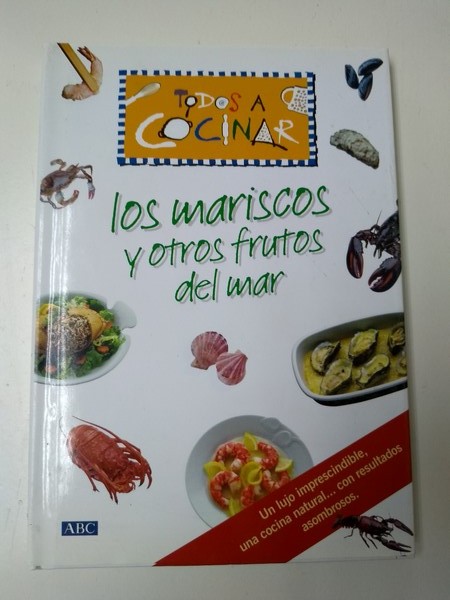 TODOS A
COCINAR
los mariscos
y otros frutos
del mar
Un lujo imprescindible,
una cocina natural... con resultados
asombrosos.
ABC